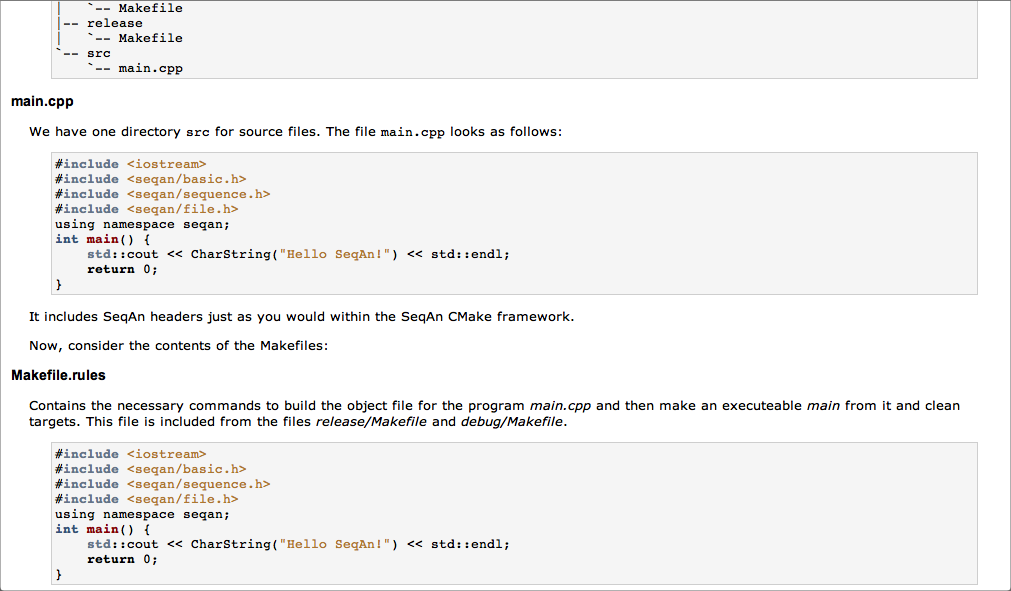 |   `-- Makefile
|-- release
|   `-- Makefile
`-- src
    `-- main.cpp
main.cpp
We have one directory src for source files. The file main.cpp looks as follows:
#include <iostream>
#include <seqan/basic.h>
#include <seqan/sequence.h>
#include <seqan/file.h>
using namespace seqan;
int main() {
    std::cout << CharString("Hello SeqAn!") << std::endl;
    return 0;
}
It includes SeqAn headers just as you would within the SeqAn CMake framework.
Now, consider the contents of the Makefiles:
Makefile.rules
Contains the necessary commands to build the object file for the program main.cpp and then make an executeable main from it and clean
targets. This file is included from the files release/Makefile and debug/Makefile.
#include <iostream>
#include <seqan/basic.h>
#include <seqan/sequence.h>
#include <seqan/file.h>
using namespace seqan;
int main() {
    std::cout << CharString("Hello SeqAn!") << std::endl;
    return 0;
}